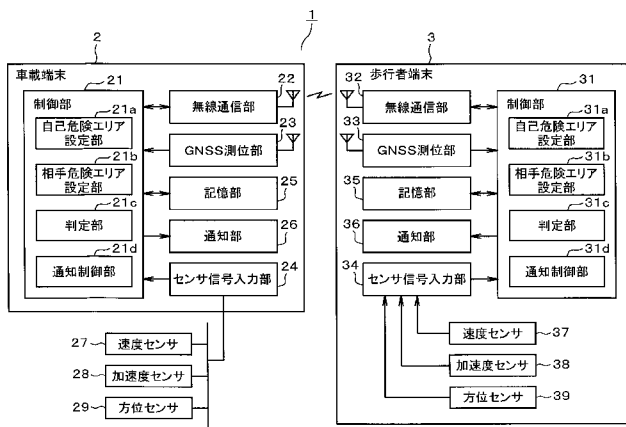 1
2
車載端末
21
制御部
21a
自己危険エリア
設定部
21b
相手危険エリア
設定部
21c
判定部
21d
通知制御部
22
無線通信部
23
GNSS測位部
25
記憶部
26
通知部
24
センサ信号入力部
27
速度センサ
28
加速度センサ
29
方位センサ
3
歩行者端末
32
無線通信部
33
GNSS測位部
35
記憶部
36
通知部
34
センサ信号入力部
31
制御部
31a
自己危険エリア
設定部
31b
相手危険エリア
設定部
31c
判定部
31d
通知制御部
速度センサ
37
加速度センサ
38
方位センサ
39